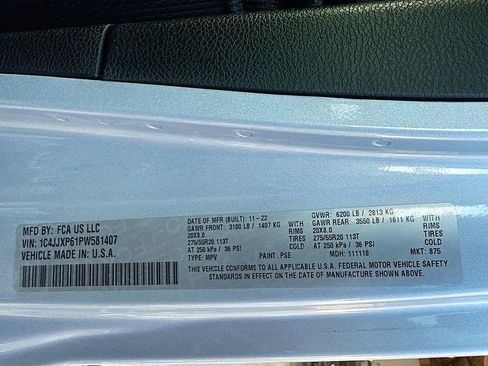 MFD BY: FCA US LLC
VIN: 1C4JJXP61PW581407
VEHICLE MADE IN: U.S.A.
DATE OF MFR (BUILT): 11-22 GVWR: 6200 LB / 2813 KG
GAWR FRONT: 3100 LB / 1407 KG WITH GAWR REAR: 3550 LB / 1611 KG WITH
20X8.0 RIMS 20X8.0 RIMS
275/55R20 113T TIRES 275/55R20 113T TIRES
AT 250 kPa / 36 PSI COLD AT 250 kPa / 36 PSI COLD
TYPE: MPV PAINT: PSE MDH: 111118 MKT: 875
THIS VEHICLE CONFORMS TO ALL APPLICABLE U.S.A. FEDERAL MOTOR VEHICLE SAFETY
STANDARDS IN EFFECT ON THE DATE OF MANUFACTURE SHOWN ABOVE.